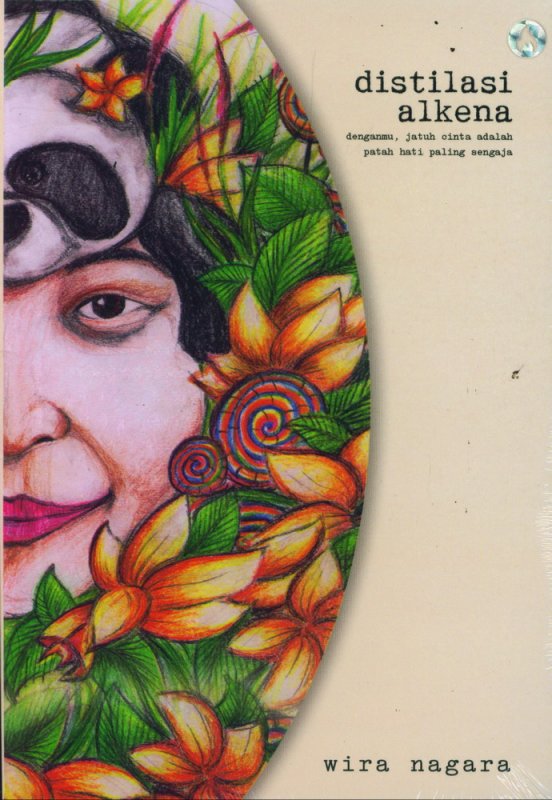 distilasi
alkena
denganmu, jatuh cinta adalah
patah hati paling sengaja
wira nagara